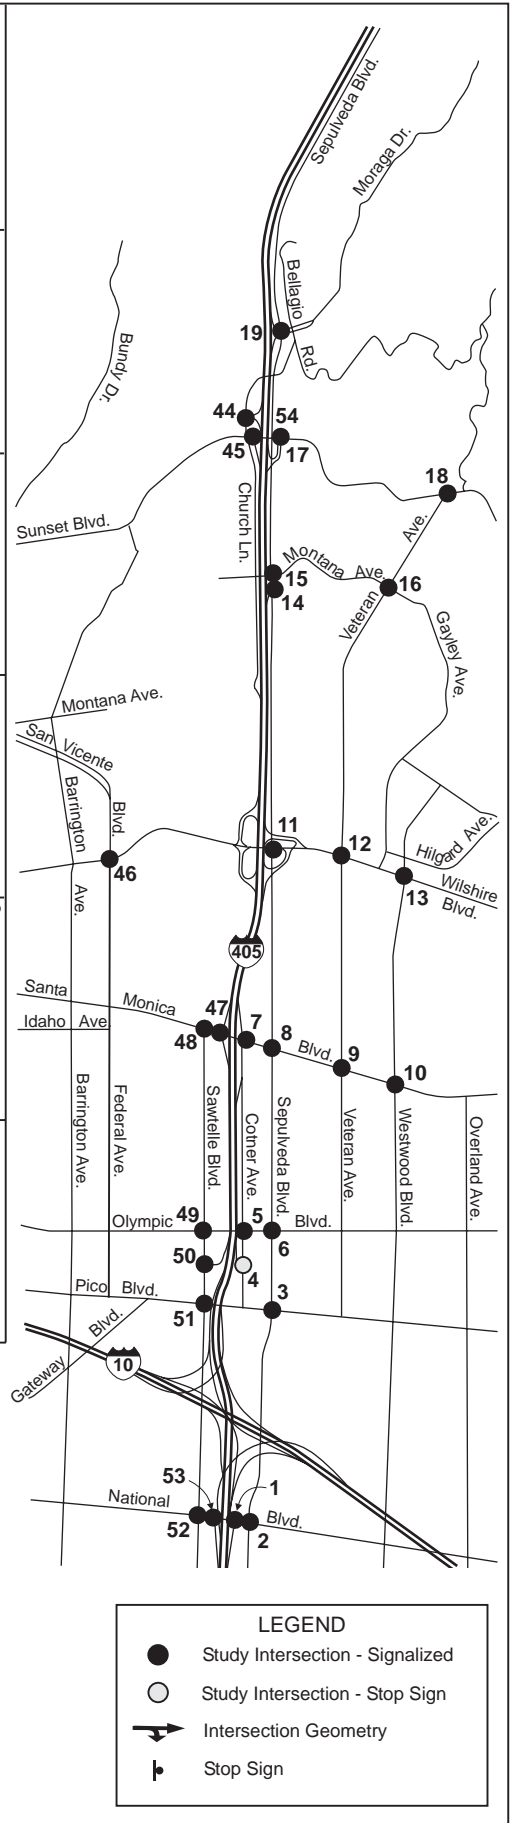 Sepulveda Blvd.
Moraga Dr.
Bellagio
Rd.
19
Bundy Dr.
44
54
45
17
18
Sunset Blvd.
Church Ln.
Ave.
Montana
Ave.
15
16
14
Veteran
Gayley Ave.
Montana Ave.
San Vicente
Blvd.
Barrington
Ave.
11
12
Hilgard Ave.
46
13
Wilshire
Blvd.
405
Santa
Monica
Blvd.
Idaho Ave.
47
48
7
8
9
10
Barrington Ave.
Federal Ave.
Sawtelle Blvd.
Cotner Ave.
Sepulveda Blvd.
Veteran Ave.
Westwood Blvd.
Overland Ave.
49
Olympic
5
Blvd.
6
50
4
Pico Blvd.
51
3
Gateway
Blvd.
10
53
1
National
Blvd.
52
2
LEGEND
Study Intersection - Signalized
Study Intersection - Stop Sign
Intersection Geometry
Stop Sign